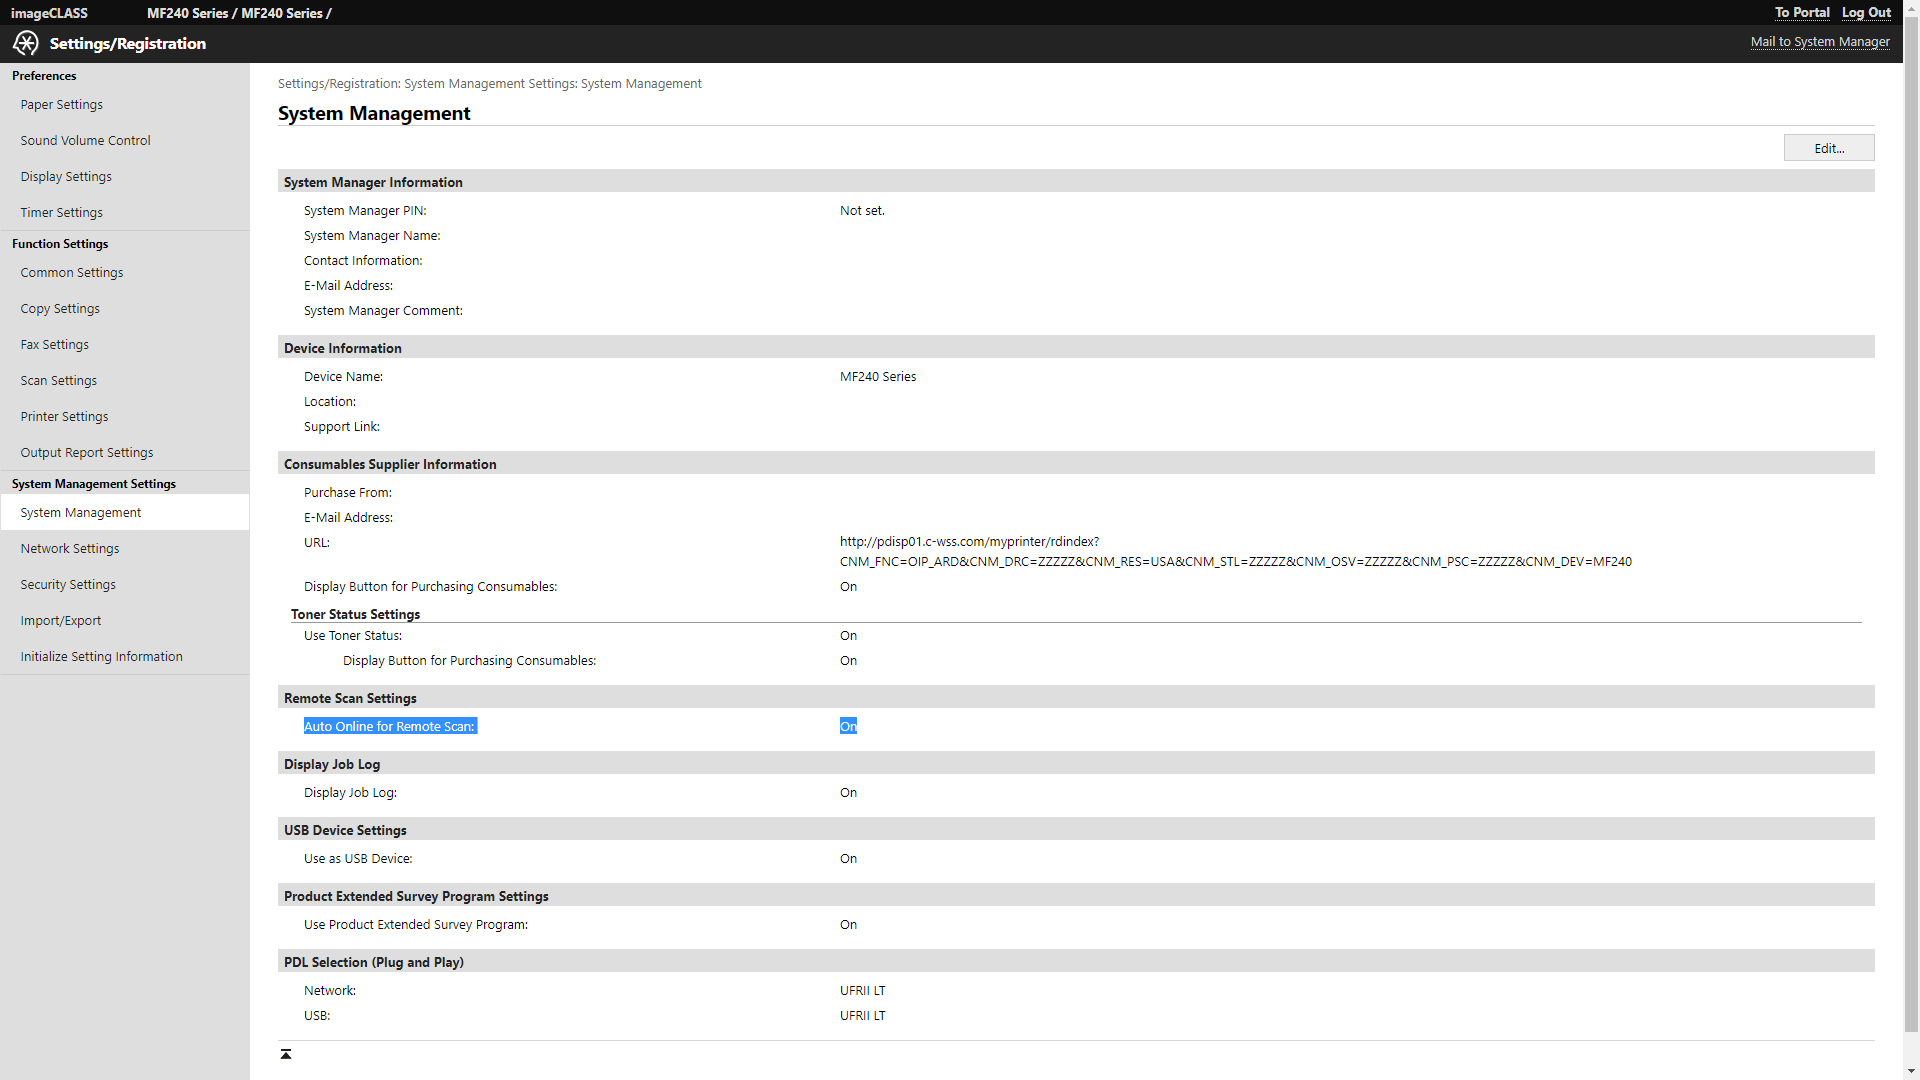 imageCLASS MF240 Series / MF240 Series / To Portal Log Out
Settings/Registration Mail to System Manager
Preferences
Paper Settings
Sound Volume Control
Display Settings
Timer Settings
Function Settings
Common Settings
Copy Settings
Fax Settings
Scan Settings
Printer Settings
Output Report Settings
System Management Settings
System Management
Network Settings
Security Settings
Import/Export
Initialize Setting Information
Settings/Registration: System Management Settings: System Management
System Management
Edit...
System Manager Information
System Manager PIN: Not set.
System Manager Name:
Contact Information:
E-Mail Address:
System Manager Comment:
Device Information
Device Name: MF240 Series
Location:
Support Link:
Consumables Supplier Information
Purchase From:
E-Mail Address:
URL: http://pdisp01.c-wss.com/myprinter/rdindex?
CNM_FNC=OIP_ARD&CNM_DRC=ZZZZZ&CNM_RES=USA&CNM_STL=ZZZZZ&CNM_OSV=ZZZZZ&CNM_PSC=ZZZZZ&CNM_DEV=MF240
Display Button for Purchasing Consumables: On
Toner Status Settings
Use Toner Status: On
Display Button for Purchasing Consumables: On
Remote Scan Settings
Auto Online for Remote Scan: On
Display Job Log
Display Job Log: On
USB Device Settings
Use as USB Device: On
Product Extended Survey Program Settings
Use Product Extended Survey Program: On
PDL Selection (Plug and Play)
Network: UFRII LT
USB: UFRII LT